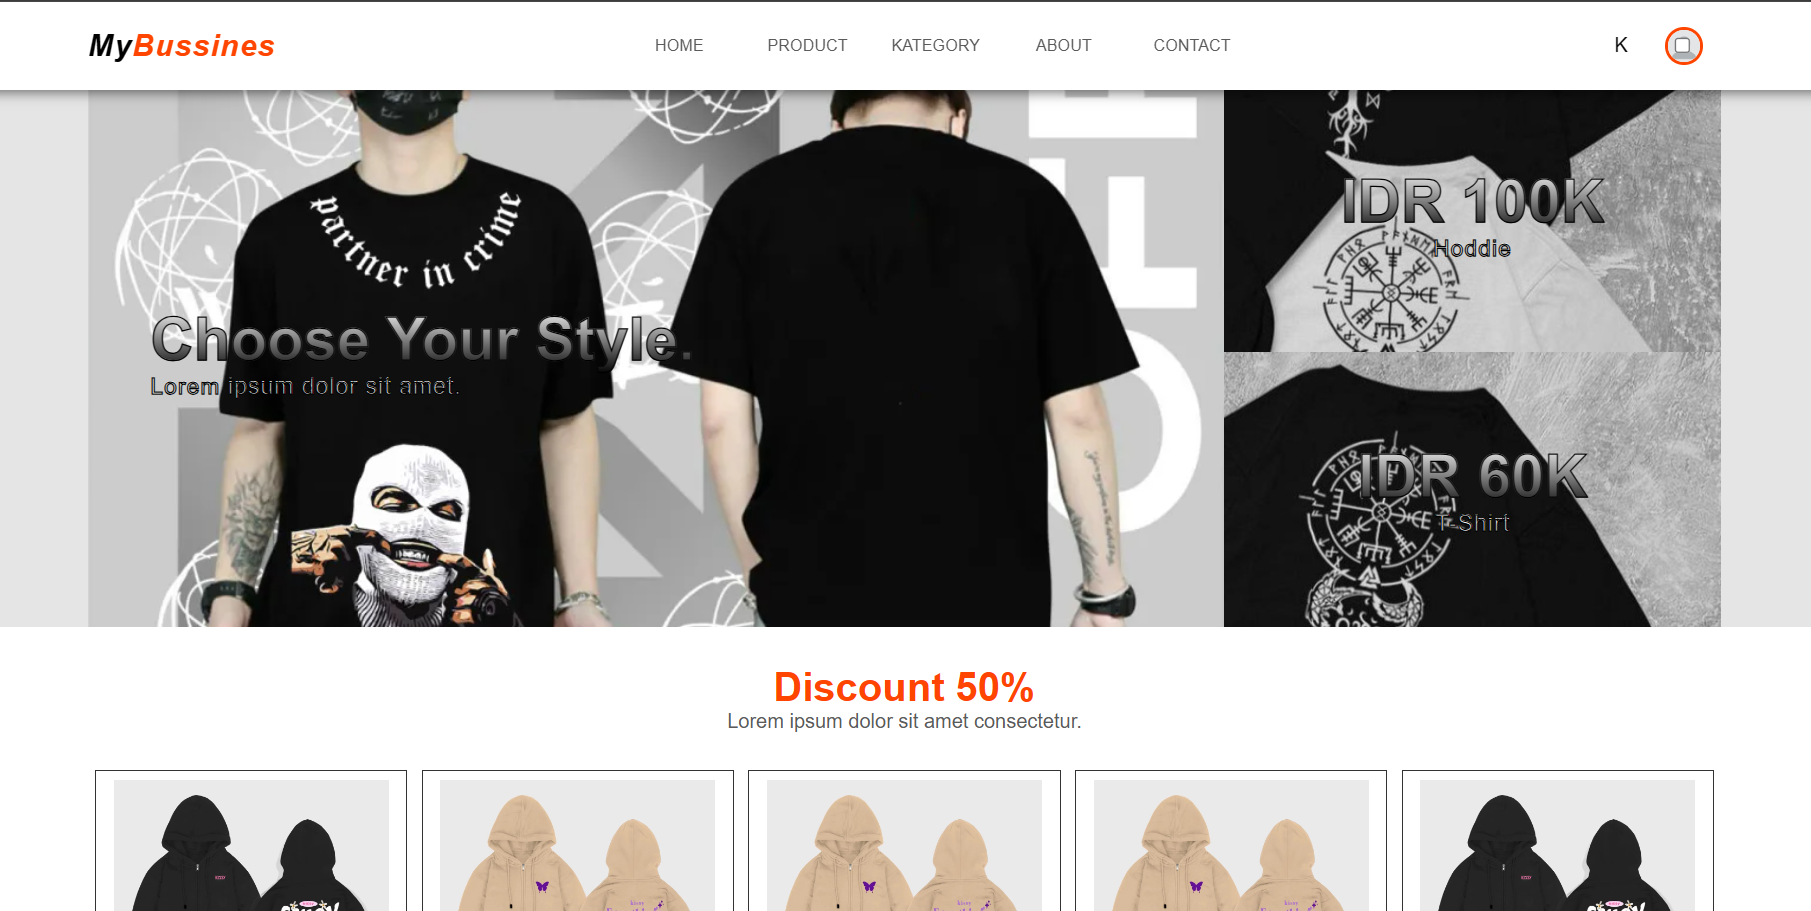 MyBussines
HOME PRODUCT KATEGORY ABOUT CONTACT
K
partner in crime
Choose Your Style.
Lorem ipsum dolor sit amet.
IDR 100K
Hoddie
IDR 60K
T-Shirt
Discount 50%
Lorem ipsum dolor sit amet consectetur.